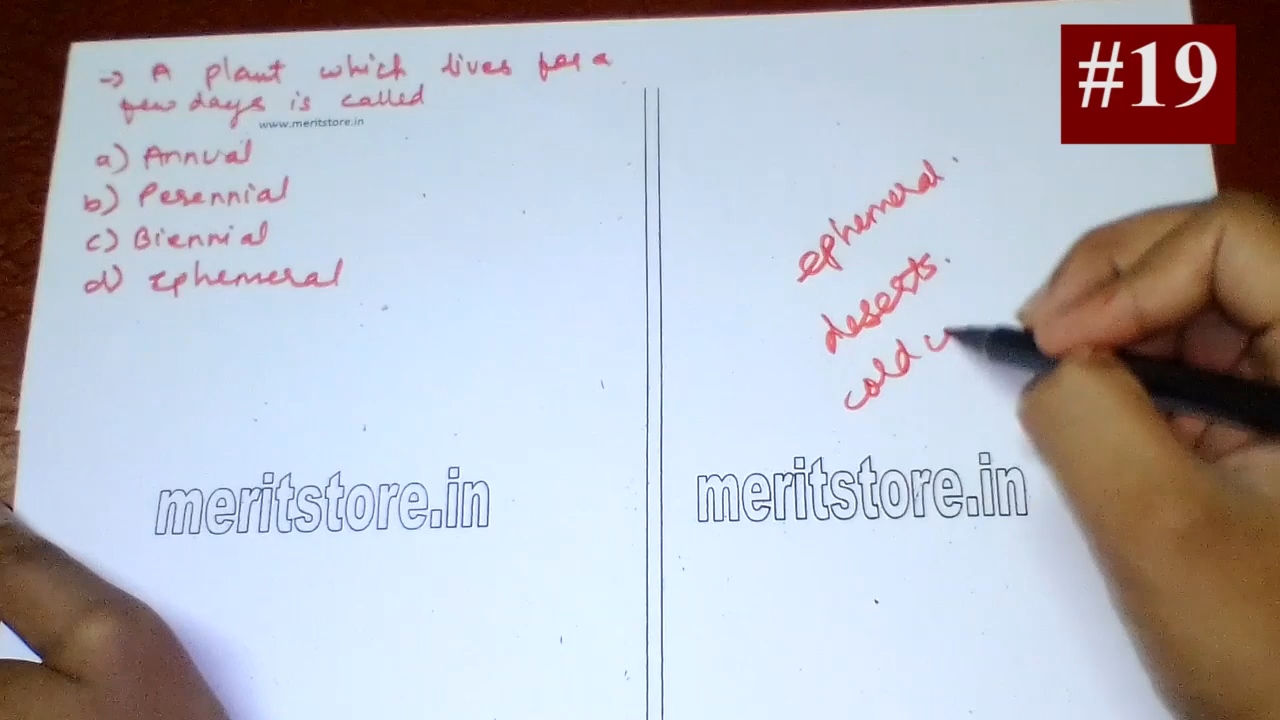 #19
-> A plant which lives for a
few days is called
www.meritstore.in
a) Annual
b) Perennial
c) Biennial
d) Ephemeral
ephemeral.
deserts.
cold
meritstore.in
meritstore.in